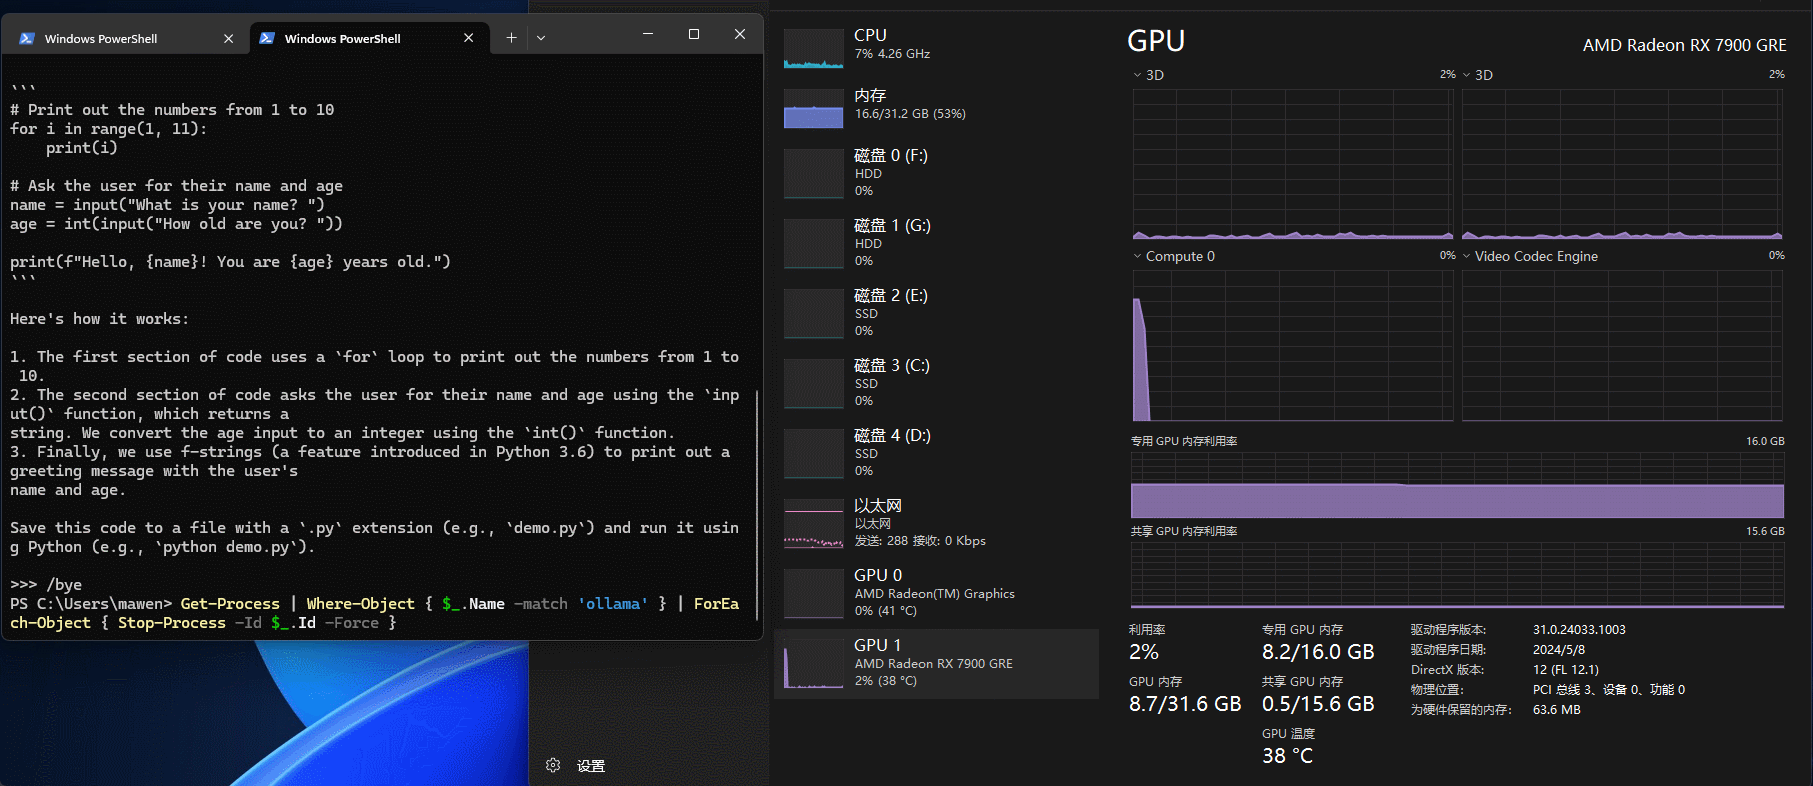 Windows PowerShell
Windows PowerShell
```
# Print out the numbers from 1 to 10
for i in range(1, 11):
    print(i)
# Ask the user for their name and age
name = input("What is your name? ")
age = int(input("How old are you? "))
print(f"Hello, {name}! You are {age} years old.")
```
Here's how it works:
1. The first section of code uses a `for` loop to print out the numbers from 1 to
 10.
2. The second section of code asks the user for their name and age using the `inp
ut()` function, which returns a
string. We convert the age input to an integer using the `int()` function.
3. Finally, we use f-strings (a feature introduced in Python 3.6) to print out a
greeting message with the user's
name and age.
Save this code to a file with a `.py` extension (e.g., `demo.py`) and run it usin
g Python (e.g., `python demo.py`).
>>> /bye
PS C:\Users\mawen> Get-Process | Where-Object { $_.Name -match 'ollama' } | ForEa
ch-Object { Stop-Process -Id $_.Id -Force }
设置
CPU
7% 4.26 GHz
内存
16.6/31.2 GB (53%)
磁盘 0 (F:)
HDD
0%
磁盘 1 (G:)
HDD
0%
磁盘 2 (E:)
SSD
0%
磁盘 3 (C:)
SSD
0%
磁盘 4 (D:)
SSD
0%
以太网
以太网
发送: 288 接收: 0 Kbps
GPU 0
AMD Radeon(TM) Graphics
0% (41 °C)
GPU 1
AMD Radeon RX 7900 GRE
2% (38 °C)
GPU
AMD Radeon RX 7900 GRE
3D 2%
3D 2%
Compute 0 0%
Video Codec Engine 0%
专用 GPU 内存利用率 16.0 GB
共享 GPU 内存利用率 15.6 GB
利用率
2%
GPU 内存
8.7/31.6 GB
专用 GPU 内存
8.2/16.0 GB
共享 GPU 内存
0.5/15.6 GB
GPU 温度
38 °C
驱动程序版本: 31.0.24033.1003
驱动程序日期: 2024/5/8
DirectX 版本: 12 (FL 12.1)
物理位置: PCI 总线 3、设备 0、功能 0
为硬件保留的内存: 63.6 MB